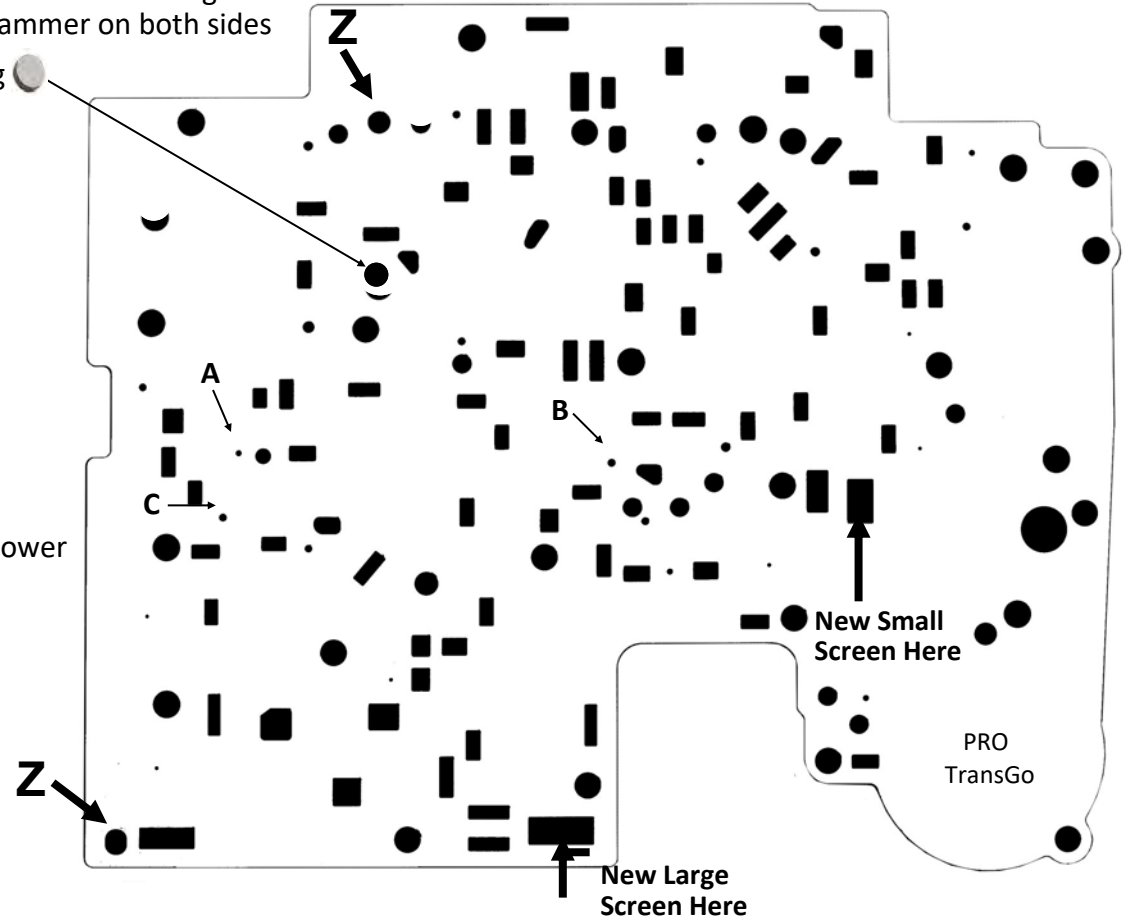 ammer on both sides
Z
g
A
B
C
ower
New Small
Screen Here
PRO
TransGo
Z
New Large
Screen Here